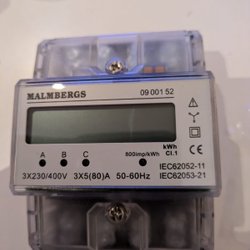 MALMBERGS 09 001 52
kWh
Cl.1
A B C 800imp/kWh IEC62052-11
3X230/400V 3X5(80)A 50-60Hz IEC62053-21